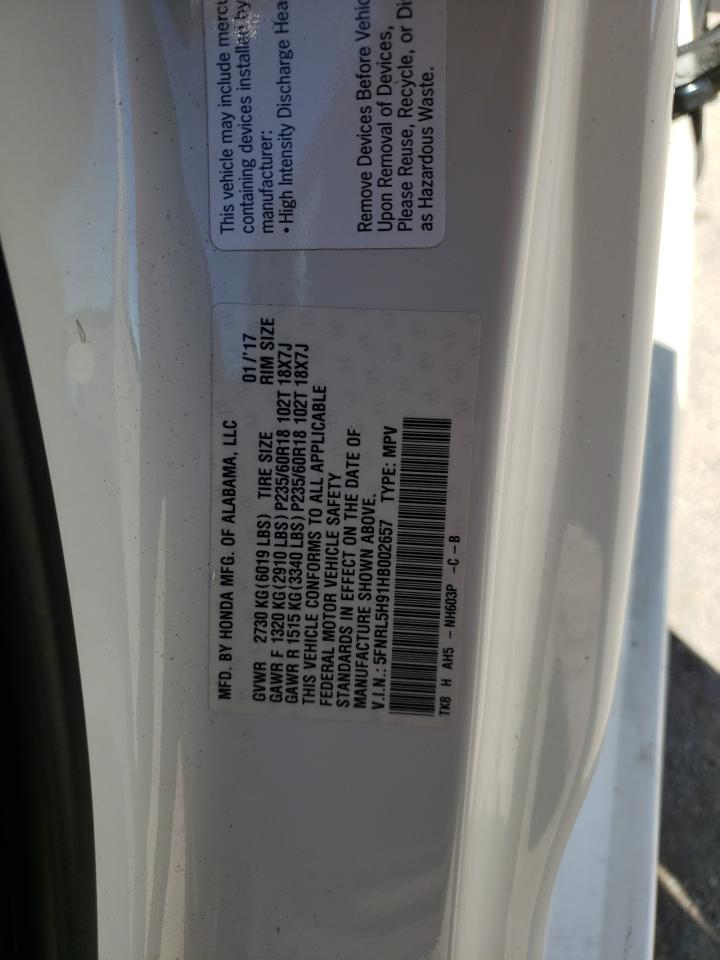 This vehicle may include mercu
containing devices installed by
manufacturer:
• High Intensity Discharge Hea
Remove Devices Before Vehic
Upon Removal of Devices,
Please Reuse, Recycle, or Di
as Hazardous Waste.
MFD. BY HONDA MFG. OF ALABAMA, LLC 01/'17
GVWR 2730 KG(6019 LBS) TIRE SIZE RIM SIZE
GAWR F 1320 KG(2910 LBS) P235/60R18 102T 18X7J
GAWR R 1515 KG(3340 LBS) P235/60R18 102T 18X7J
THIS VEHICLE CONFORMS TO ALL APPLICABLE
FEDERAL MOTOR VEHICLE SAFETY
STANDARDS IN EFFECT ON THE DATE OF
MANUFACTURE SHOWN ABOVE.
V.I.N.: 5FNRL5H91HB002657 TYPE: MPV
TK8 H AH5 - NH603P -C-B